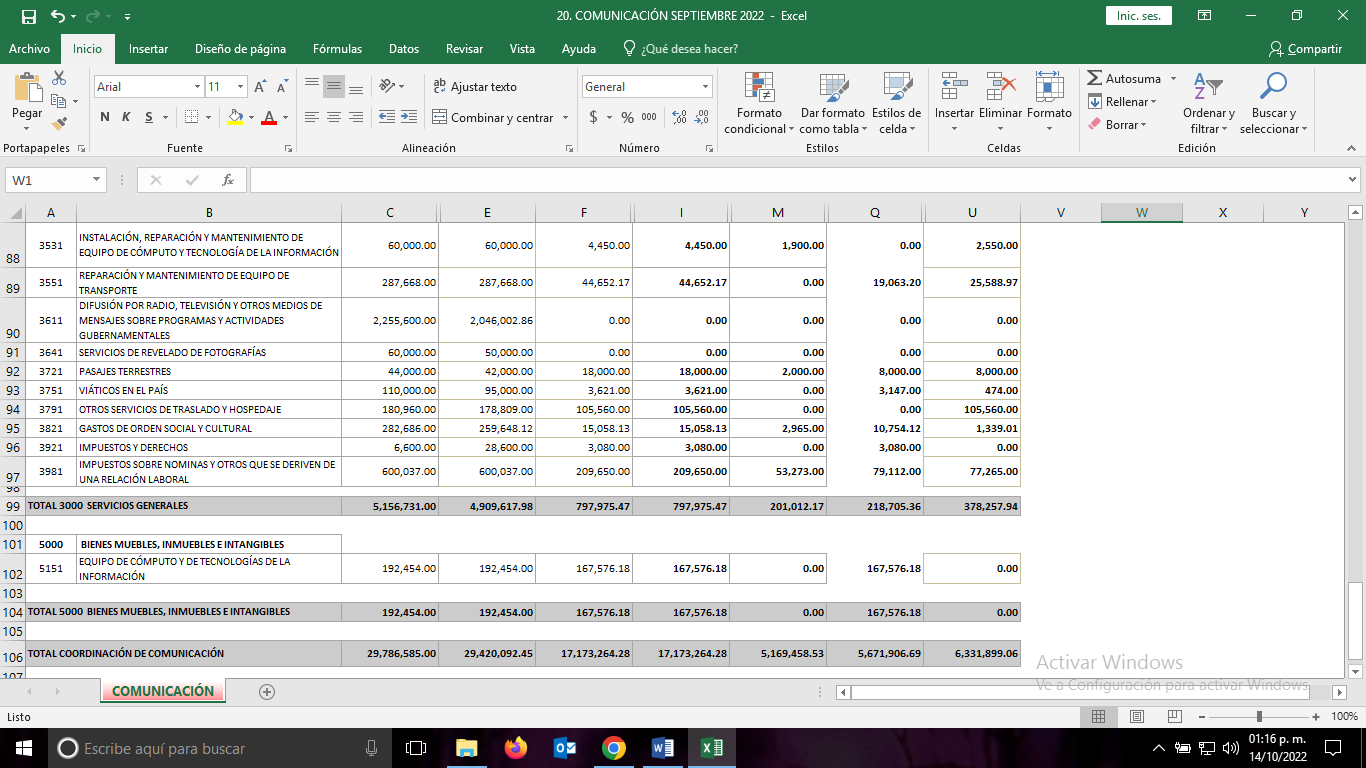 20. COMUNICACIÓN SEPTIEMBRE 2022 - Excel
Inic. ses.
Archivo Inicio Insertar Diseño de página Fórmulas Datos Revisar Vista Ayuda ¿Qué desea hacer? Compartir
Pegar
Arial 11
N K S
Ajustar texto
Combinar y centrar
General
$ % 000
Formato condicional
Dar formato como tabla
Estilos de celda
Insertar Eliminar Formato
Autosuma
Rellenar
Borrar
Ordenar y filtrar
Buscar y seleccionar
Portapapeles Fuente Alineación Número Estilos Celdas Edición
W1 fx
A B C E F I M Q U V W X Y
88 3531 INSTALACIÓN, REPARACIÓN Y MANTENIMIENTO DE
EQUIPO DE CÓMPUTO Y TECNOLOGÍA DE LA INFORMACIÓN 60,000.00 60,000.00 4,450.00 4,450.00 1,900.00 0.00 2,550.00
89 3551 REPARACIÓN Y MANTENIMIENTO DE EQUIPO DE
TRANSPORTE 287,668.00 287,668.00 44,652.17 44,652.17 0.00 19,063.20 25,588.97
90 3611 DIFUSIÓN POR RADIO, TELEVISIÓN Y OTROS MEDIOS DE
MENSAJES SOBRE PROGRAMAS Y ACTIVIDADES
GUBERNAMENTALES 2,255,600.00 2,046,002.86 0.00 0.00 0.00 0.00 0.00
91 3641 SERVICIOS DE REVELADO DE FOTOGRAFÍAS 60,000.00 50,000.00 0.00 0.00 0.00 0.00 0.00
92 3721 PASAJES TERRESTRES 44,000.00 42,000.00 18,000.00 18,000.00 2,000.00 8,000.00 8,000.00
93 3751 VIÁTICOS EN EL PAÍS 110,000.00 95,000.00 3,621.00 3,621.00 0.00 3,147.00 474.00
94 3791 OTROS SERVICIOS DE TRASLADO Y HOSPEDAJE 180,960.00 178,809.00 105,560.00 105,560.00 0.00 0.00 105,560.00
95 3821 GASTOS DE ORDEN SOCIAL Y CULTURAL 282,686.00 259,648.12 15,058.13 15,058.13 2,965.00 10,754.12 1,339.01
96 3921 IMPUESTOS Y DERECHOS 6,600.00 28,600.00 3,080.00 3,080.00 0.00 3,080.00 0.00
97 3981 IMPUESTOS SOBRE NOMINAS Y OTROS QUE SE DERIVEN DE
UNA RELACIÓN LABORAL 600,037.00 600,037.00 209,650.00 209,650.00 53,273.00 79,112.00 77,265.00
98
99 TOTAL 3000 SERVICIOS GENERALES 5,156,731.00 4,909,617.98 797,975.47 797,975.47 201,012.17 218,705.36 378,257.94
100
101 5000 BIENES MUEBLES, INMUEBLES E INTANGIBLES
102 5151 EQUIPO DE CÓMPUTO Y DE TECNOLOGÍAS DE LA
INFORMACIÓN 192,454.00 192,454.00 167,576.18 167,576.18 0.00 167,576.18 0.00
103
104 TOTAL 5000 BIENES MUEBLES, INMUEBLES E INTANGIBLES 192,454.00 192,454.00 167,576.18 167,576.18 0.00 167,576.18 0.00
105
106 TOTAL COORDINACIÓN DE COMUNICACIÓN 29,786,585.00 29,420,092.45 17,173,264.28 17,173,264.28 5,169,458.53 5,671,906.69 6,331,899.06
107
Activar Windows
Ve a Configuración para activar Windows.
COMUNICACIÓN
Listo 100%
Escribe aquí para buscar
01:16 p. m.
14/10/2022